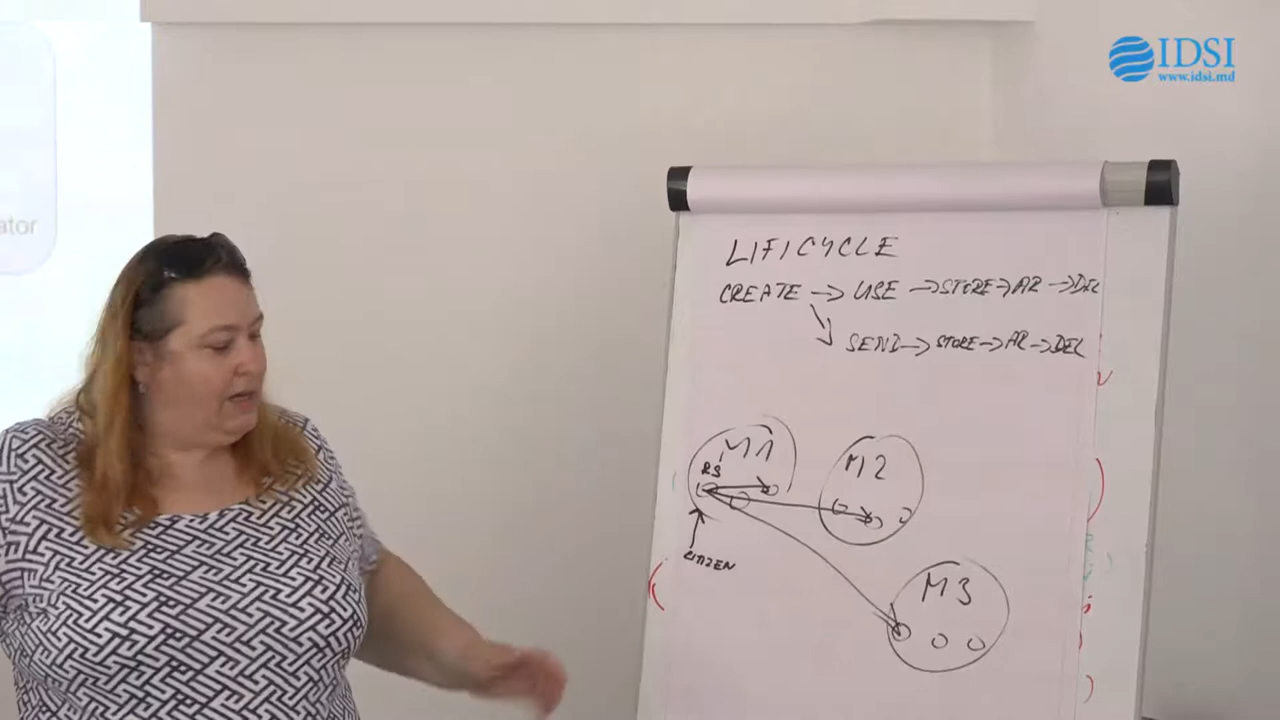 IDSI
www.idsi.md
ator
LIFICYCLE
CREATE → USE → STORE → AR → DEL
SEND → STORE → AR → DEL
M1
RS
M2
CITIZEN
M3